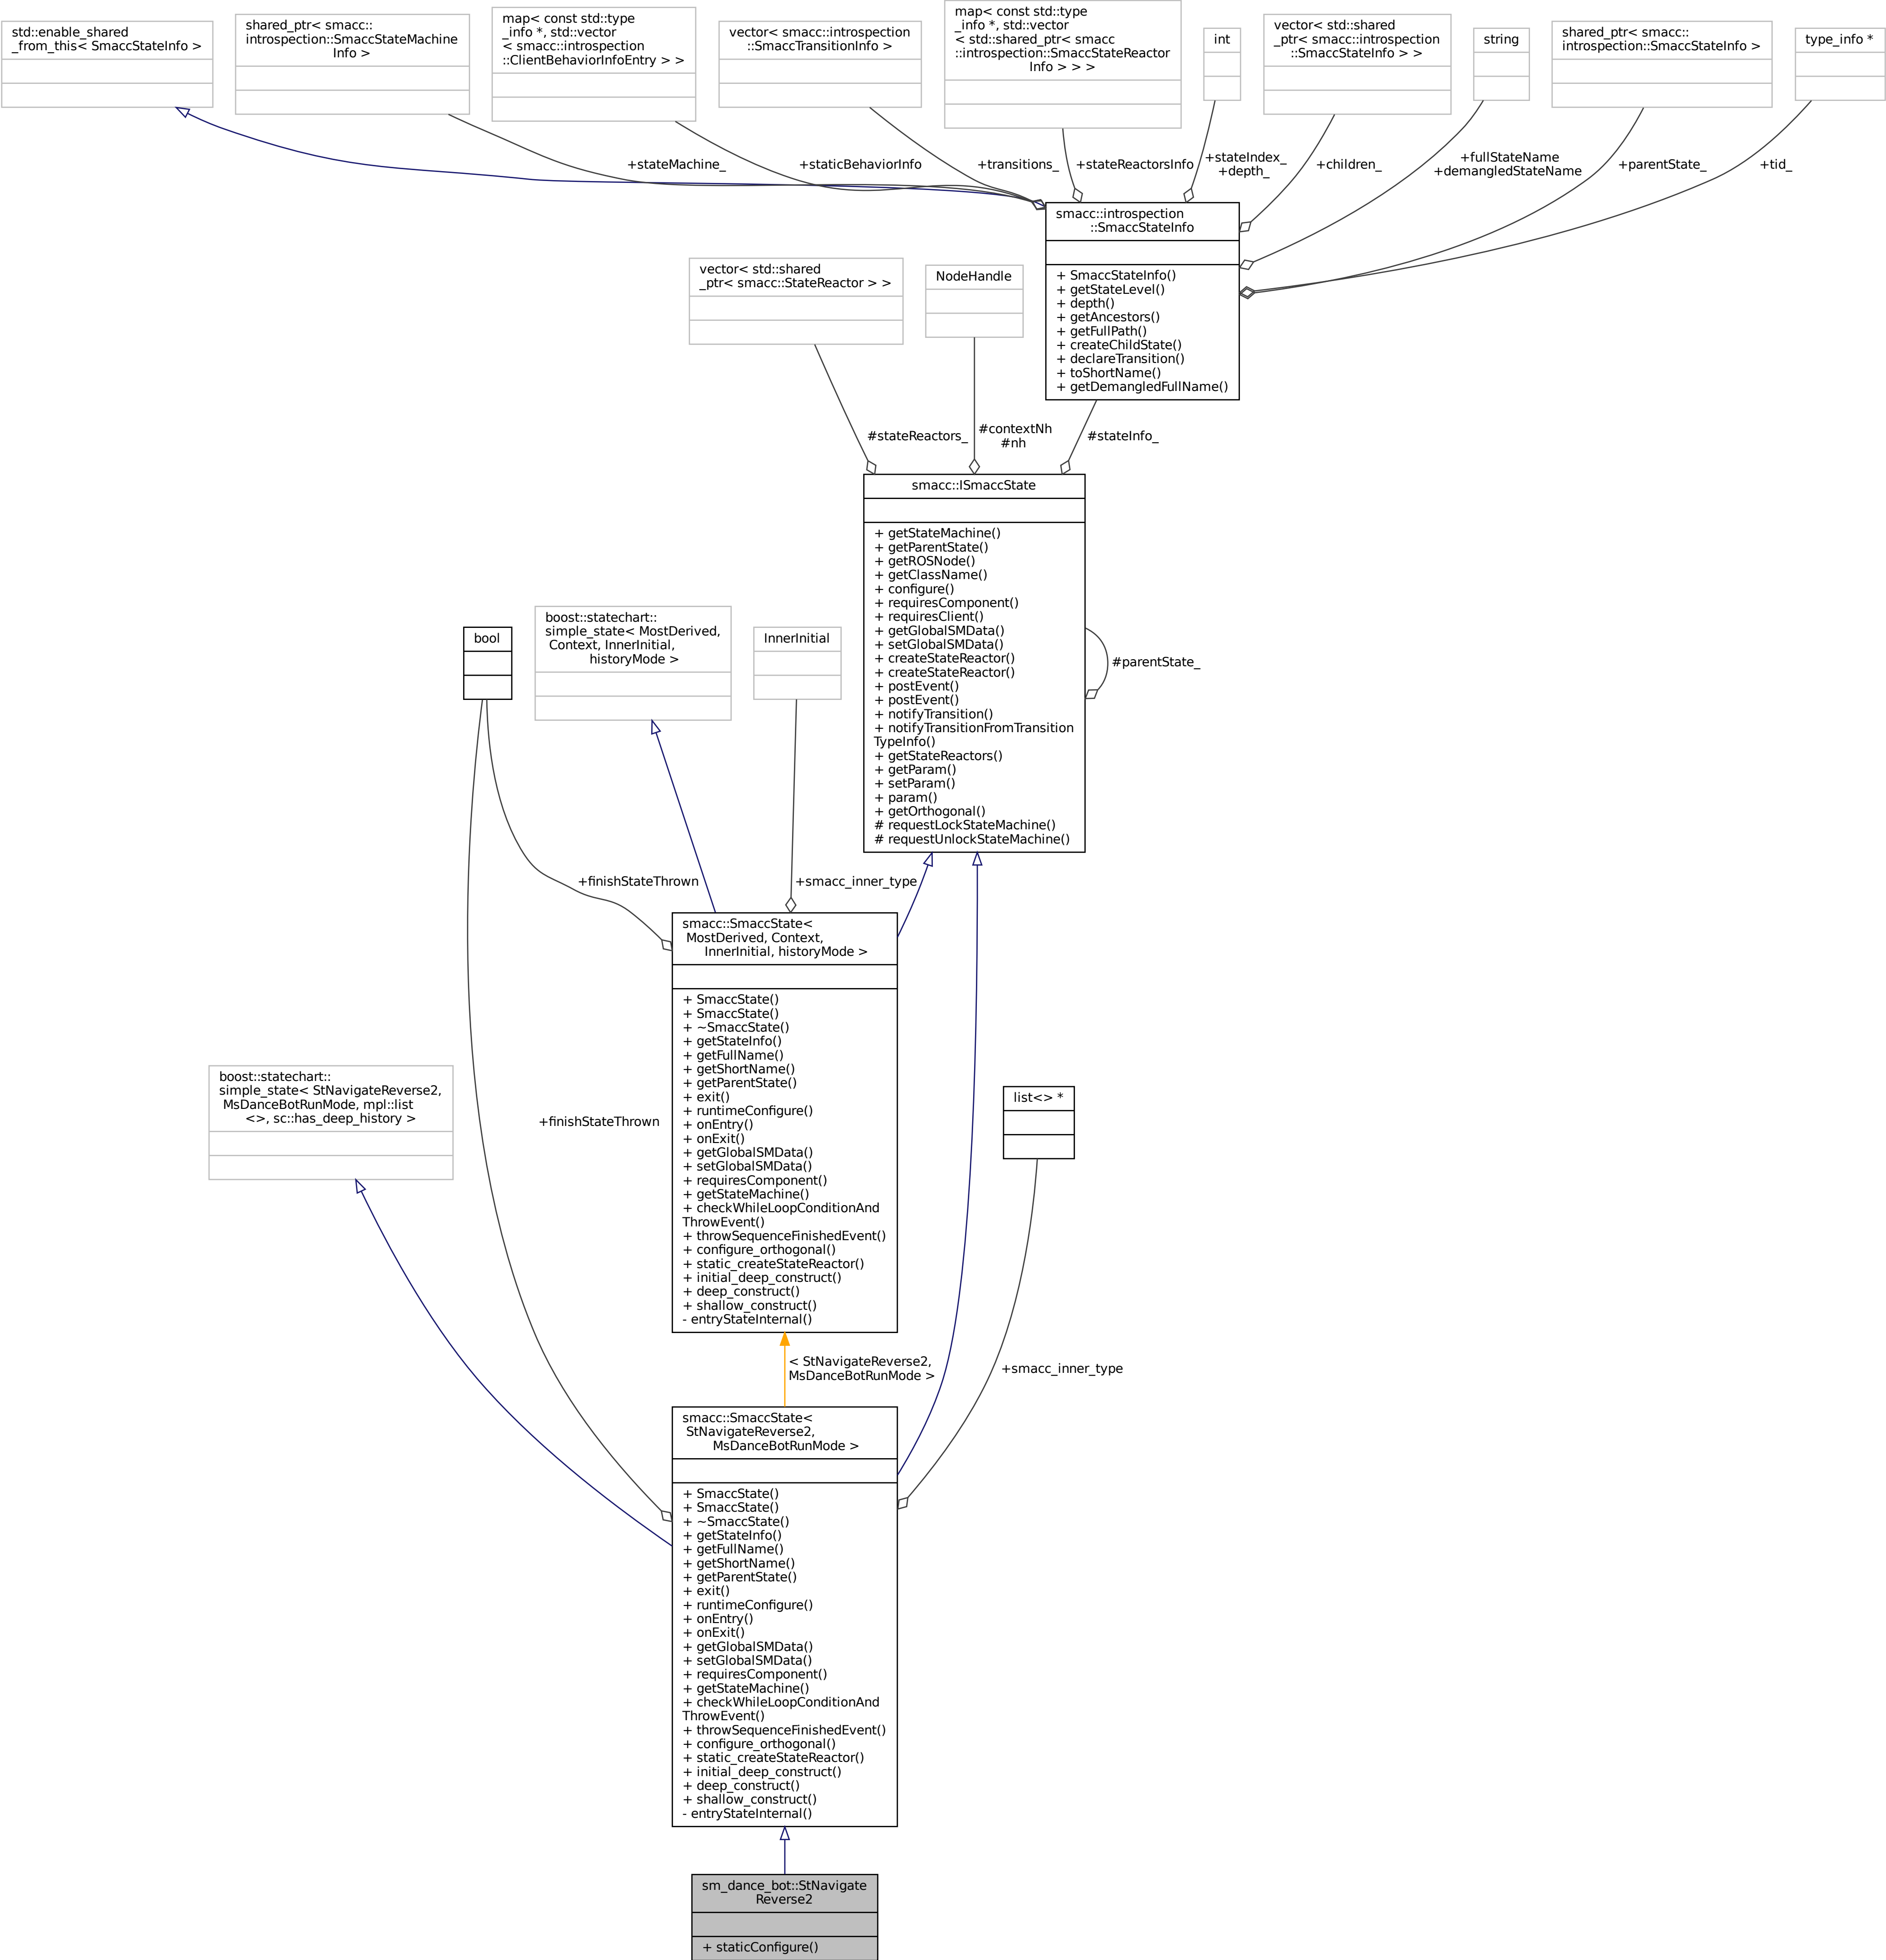 std::enable_shared
_from_this< SmaccStateInfo >
shared_ptr< smacc::
introspection::SmaccStateMachine
Info >
map< const std::type
_info *, std::vector
< smacc::introspection
::ClientBehaviorInfoEntry > >
vector< smacc::introspection
::SmaccTransitionInfo >
map< const std::type
_info *, std::vector
< std::shared_ptr< smacc
::introspection::SmaccStateReactor
Info > > >
int
vector< std::shared
_ptr< smacc::introspection
::SmaccStateInfo > >
string
shared_ptr< smacc::
introspection::SmaccStateInfo >
type_info *
+stateMachine_
+staticBehaviorInfo
+transitions_
+stateReactorsInfo
+stateIndex_
+depth_
+children_
+fullStateName
+demangledStateName
+parentState_
+tid_
smacc::introspection
::SmaccStateInfo
+ SmaccStateInfo()
+ getStateLevel()
+ depth()
+ getAncestors()
+ getFullPath()
+ createChildState()
+ declareTransition()
+ toShortName()
+ getDemangledFullName()
vector< std::shared
_ptr< smacc::StateReactor > >
NodeHandle
#stateReactors_
#contextNh
#nh
#stateInfo_
smacc::ISmaccState
+ getStateMachine()
+ getParentState()
+ getROSNode()
+ getClassName()
+ configure()
+ requiresComponent()
+ requiresClient()
+ getGlobalSMData()
+ setGlobalSMData()
+ createStateReactor()
+ createStateReactor()
+ postEvent()
+ postEvent()
+ notifyTransition()
+ notifyTransitionFromTransition
TypeInfo()
+ getStateReactors()
+ getParam()
+ setParam()
+ param()
+ getOrthogonal()
# requestLockStateMachine()
# requestUnlockStateMachine()
#parentState_
bool
boost::statechart::
simple_state< MostDerived,
Context, InnerInitial,
historyMode >
InnerInitial
+finishStateThrown
+smacc_inner_type
smacc::SmaccState<
MostDerived, Context,
InnerInitial, historyMode >
+ SmaccState()
+ SmaccState()
+ ~SmaccState()
+ getStateInfo()
+ getFullName()
+ getShortName()
+ getParentState()
+ exit()
+ runtimeConfigure()
+ onEntry()
+ onExit()
+ getGlobalSMData()
+ setGlobalSMData()
+ requiresComponent()
+ getStateMachine()
+ checkWhileLoopConditionAnd
ThrowEvent()
+ throwSequenceFinishedEvent()
+ configure_orthogonal()
+ static_createStateReactor()
+ initial_deep_construct()
+ deep_construct()
+ shallow_construct()
- entryStateInternal()
boost::statechart::
simple_state< StNavigateReverse2,
MsDanceBotRunMode, mpl::list
<>, sc::has_deep_history >
+finishStateThrown
list<> *
< StNavigateReverse2,
MsDanceBotRunMode >
+smacc_inner_type
smacc::SmaccState<
StNavigateReverse2,
MsDanceBotRunMode >
+ SmaccState()
+ SmaccState()
+ ~SmaccState()
+ getStateInfo()
+ getFullName()
+ getShortName()
+ getParentState()
+ exit()
+ runtimeConfigure()
+ onEntry()
+ onExit()
+ getGlobalSMData()
+ setGlobalSMData()
+ requiresComponent()
+ getStateMachine()
+ checkWhileLoopConditionAnd
ThrowEvent()
+ throwSequenceFinishedEvent()
+ configure_orthogonal()
+ static_createStateReactor()
+ initial_deep_construct()
+ deep_construct()
+ shallow_construct()
- entryStateInternal()
sm_dance_bot::StNavigate
Reverse2
+ staticConfigure()